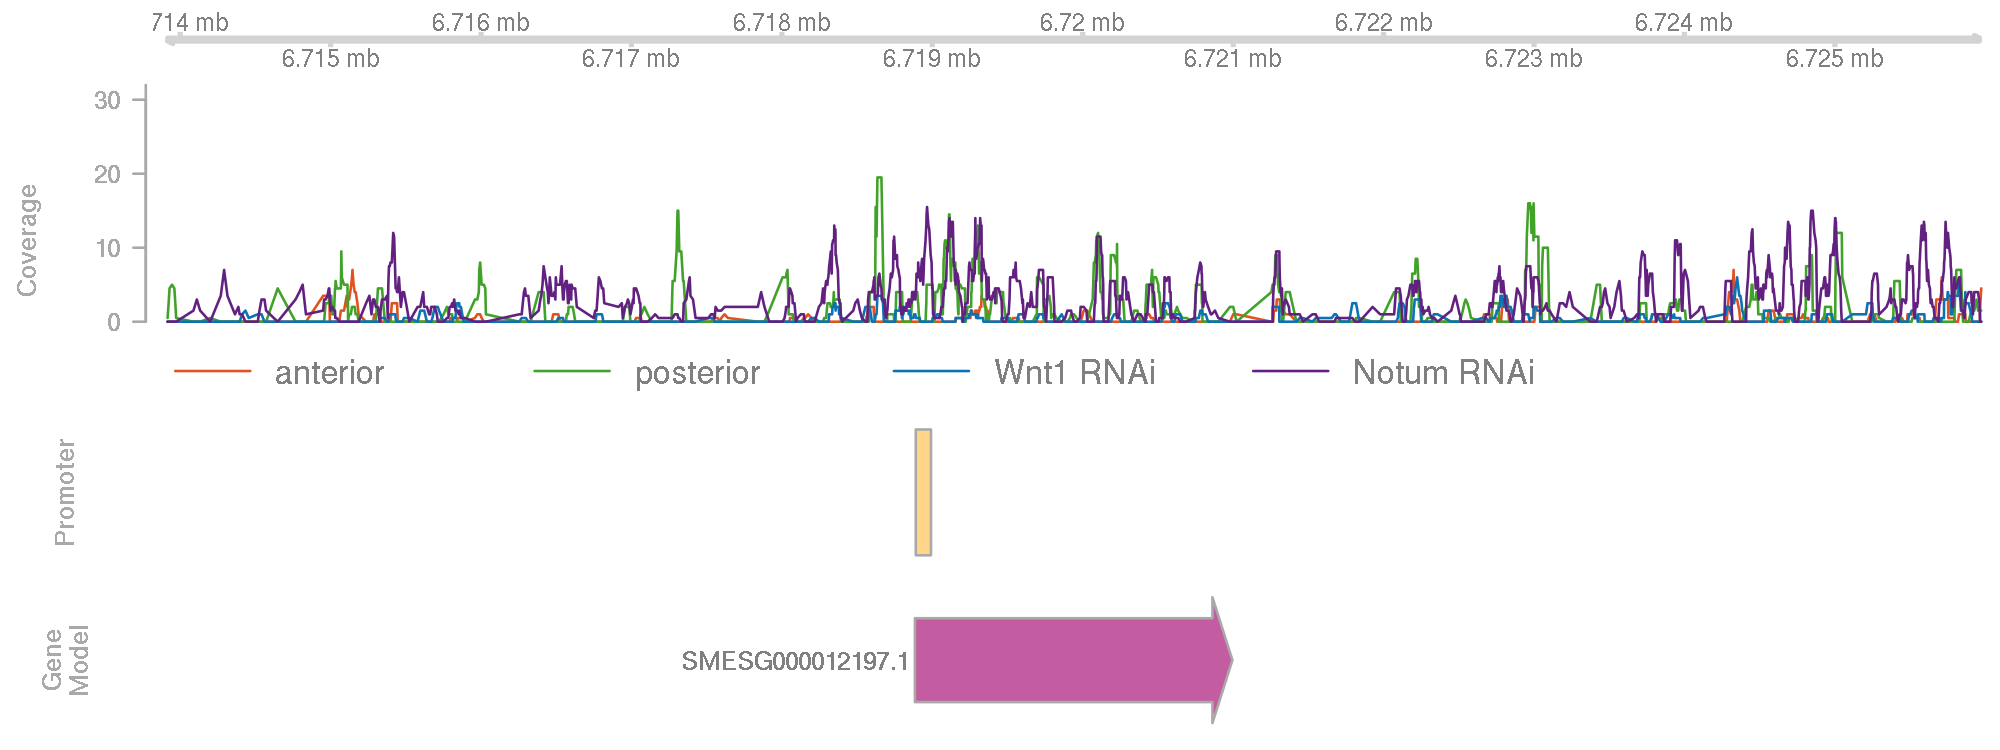 714 mb 6.716 mb 6.718 mb 6.72 mb 6.722 mb 6.724 mb
6.715 mb 6.717 mb 6.719 mb 6.721 mb 6.723 mb 6.725 mb
30
20
10
0
Coverage
anterior posterior Wnt1 RNAi Notum RNAi
Promoter
Gene
Model
SMESG000012197.1